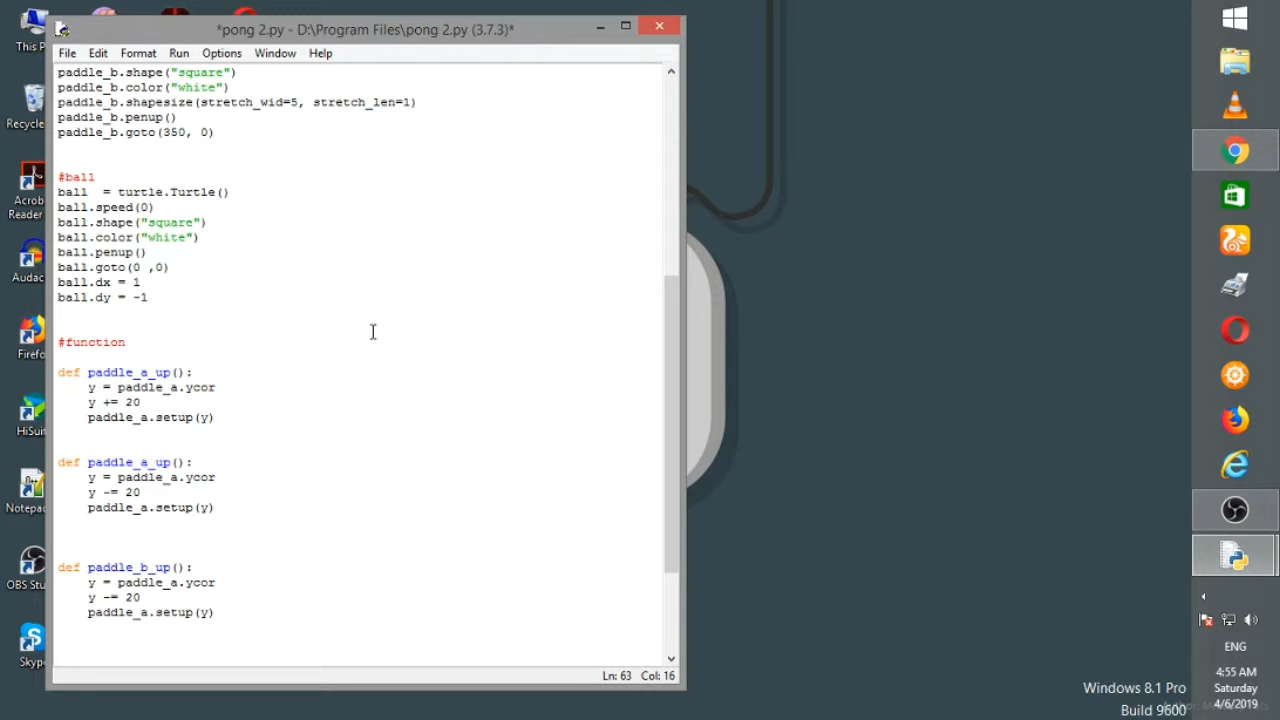 *pong 2.py - D:\Program Files\pong 2.py (3.7.3)*
File Edit Format Run Options Window Help
paddle_b.shape("square")
paddle_b.color("white")
paddle_b.shapesize(stretch_wid=5, stretch_len=1)
paddle_b.penup()
paddle_b.goto(350, 0)
#ball
ball  = turtle.Turtle()
ball.speed(0)
ball.shape("square")
ball.color("white")
ball.penup()
ball.goto(0 ,0)
ball.dx = 1
ball.dy = -1
#function
def paddle_a_up():
    y = paddle_a.ycor
    y += 20
    paddle_a.setup(y)
def paddle_a_up():
    y = paddle_a.ycor
    y -= 20
    paddle_a.setup(y)
def paddle_b_up():
    y = paddle_a.ycor
    y -= 20
    paddle_a.setup(y)
Ln: 63 Col: 16
This P
Recycle
Acrob
Reader
Audac
Firefo
HiSuit
Notepa
OBS Stu
Skype
ENG
4:55 AM
Saturday
4/6/2019
Windows 8.1 Pro
Build 9600